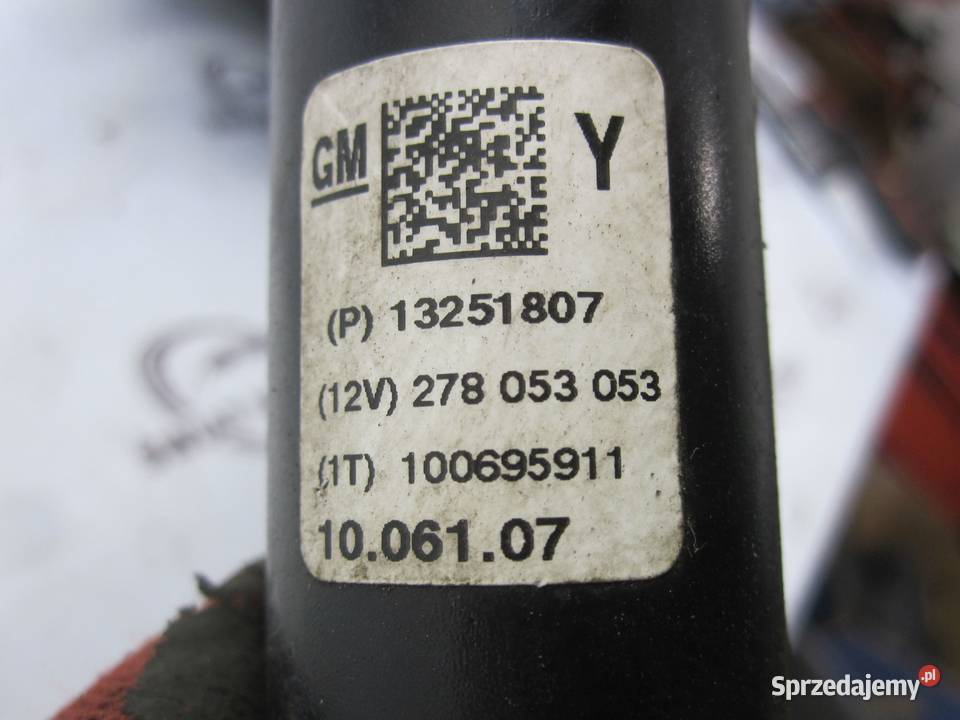 GM Y
(P) 13251807
(12V) 278 053 053
(1T) 100695911
10.061.07
Sprzedajemy.pl